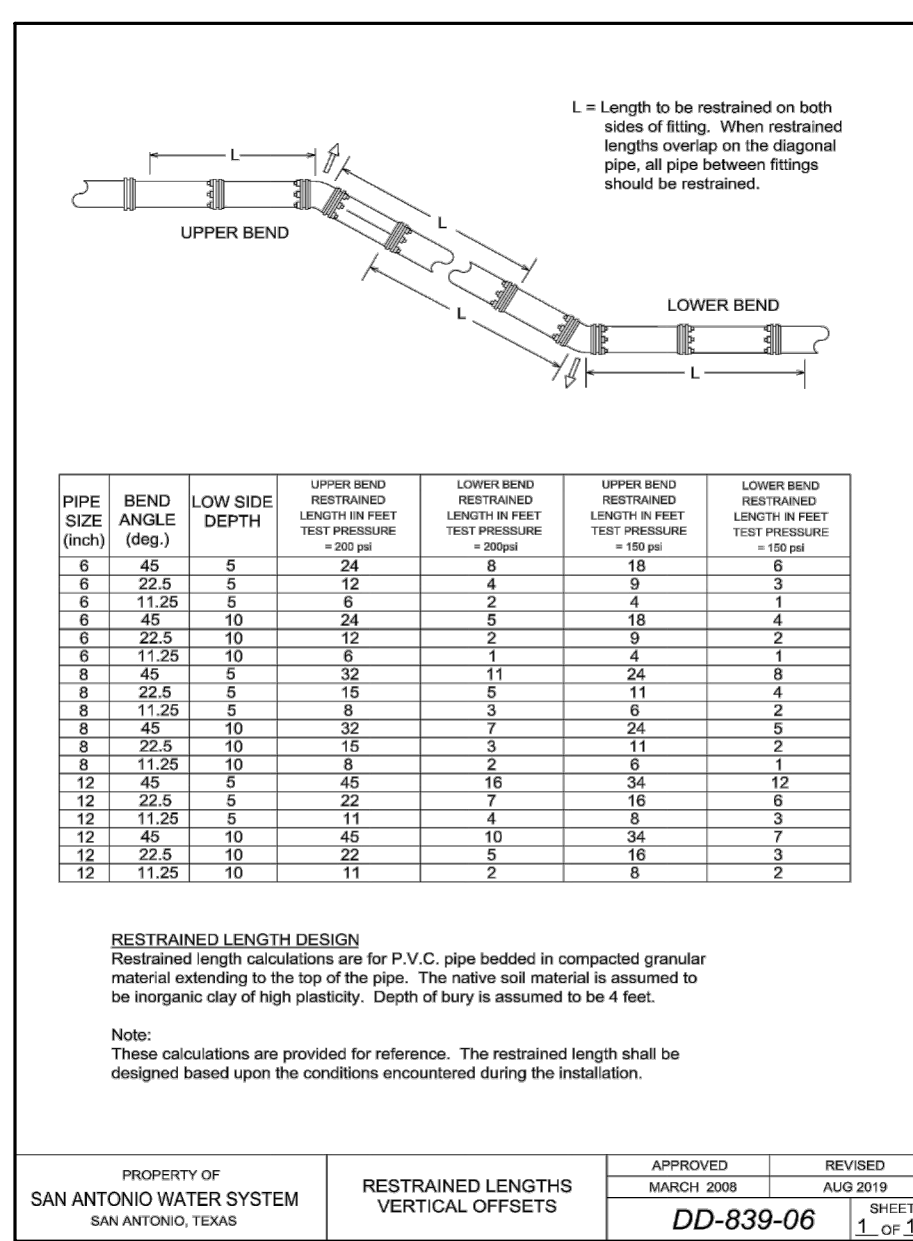 L = Length to be restrained on both
sides of fitting. When restrained
lengths overlap on the diagonal
pipe, all pipe between fittings
should be restrained.
L
UPPER BEND
L
L
LOWER BEND
L
PIPE SIZE (inch) BEND ANGLE (deg.) LOW SIDE DEPTH UPPER BEND RESTRAINED LENGTH IIN FEET TEST PRESSURE = 200 psi LOWER BEND RESTRAINED LENGTH IN FEET TEST PRESSURE = 200psi UPPER BEND RESTRAINED LENGTH IN FEET TEST PRESSURE = 150 psi LOWER BEND RESTRAINED LENGTH IN FEET TEST PRESSURE = 150 psi
6 45 5 24 8 18 6
6 22.5 5 12 4 9 3
6 11.25 5 6 2 4 1
6 45 10 24 5 18 4
6 22.5 10 12 2 9 2
6 11.25 10 6 1 4 1
8 45 5 32 11 24 8
8 22.5 5 15 5 11 4
8 11.25 5 8 3 6 2
8 45 10 32 7 24 5
8 22.5 10 15 3 11 2
8 11.25 10 8 2 6 1
12 45 5 45 16 34 12
12 22.5 5 22 7 16 6
12 11.25 5 11 4 8 3
12 45 10 45 10 34 7
12 22.5 10 22 5 16 3
12 11.25 10 11 2 8 2
RESTRAINED LENGTH DESIGN
Restrained length calculations are for P.V.C. pipe bedded in compacted granular
material extending to the top of the pipe. The native soil material is assumed to
be inorganic clay of high plasticity. Depth of bury is assumed to be 4 feet.
Note:
These calculations are provided for reference. The restrained length shall be
designed based upon the conditions encountered during the installation.
PROPERTY OF
SAN ANTONIO WATER SYSTEM
SAN ANTONIO, TEXAS
RESTRAINED LENGTHS
VERTICAL OFFSETS
APPROVED REVISED
MARCH 2008 AUG 2019
DD-839-06
SHEET
1 OF 1